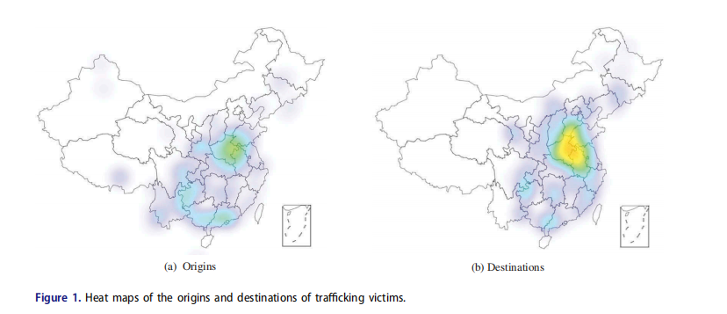 (a) Origins
(b) Destinations
Figure 1. Heat maps of the origins and destinations of trafficking victims.